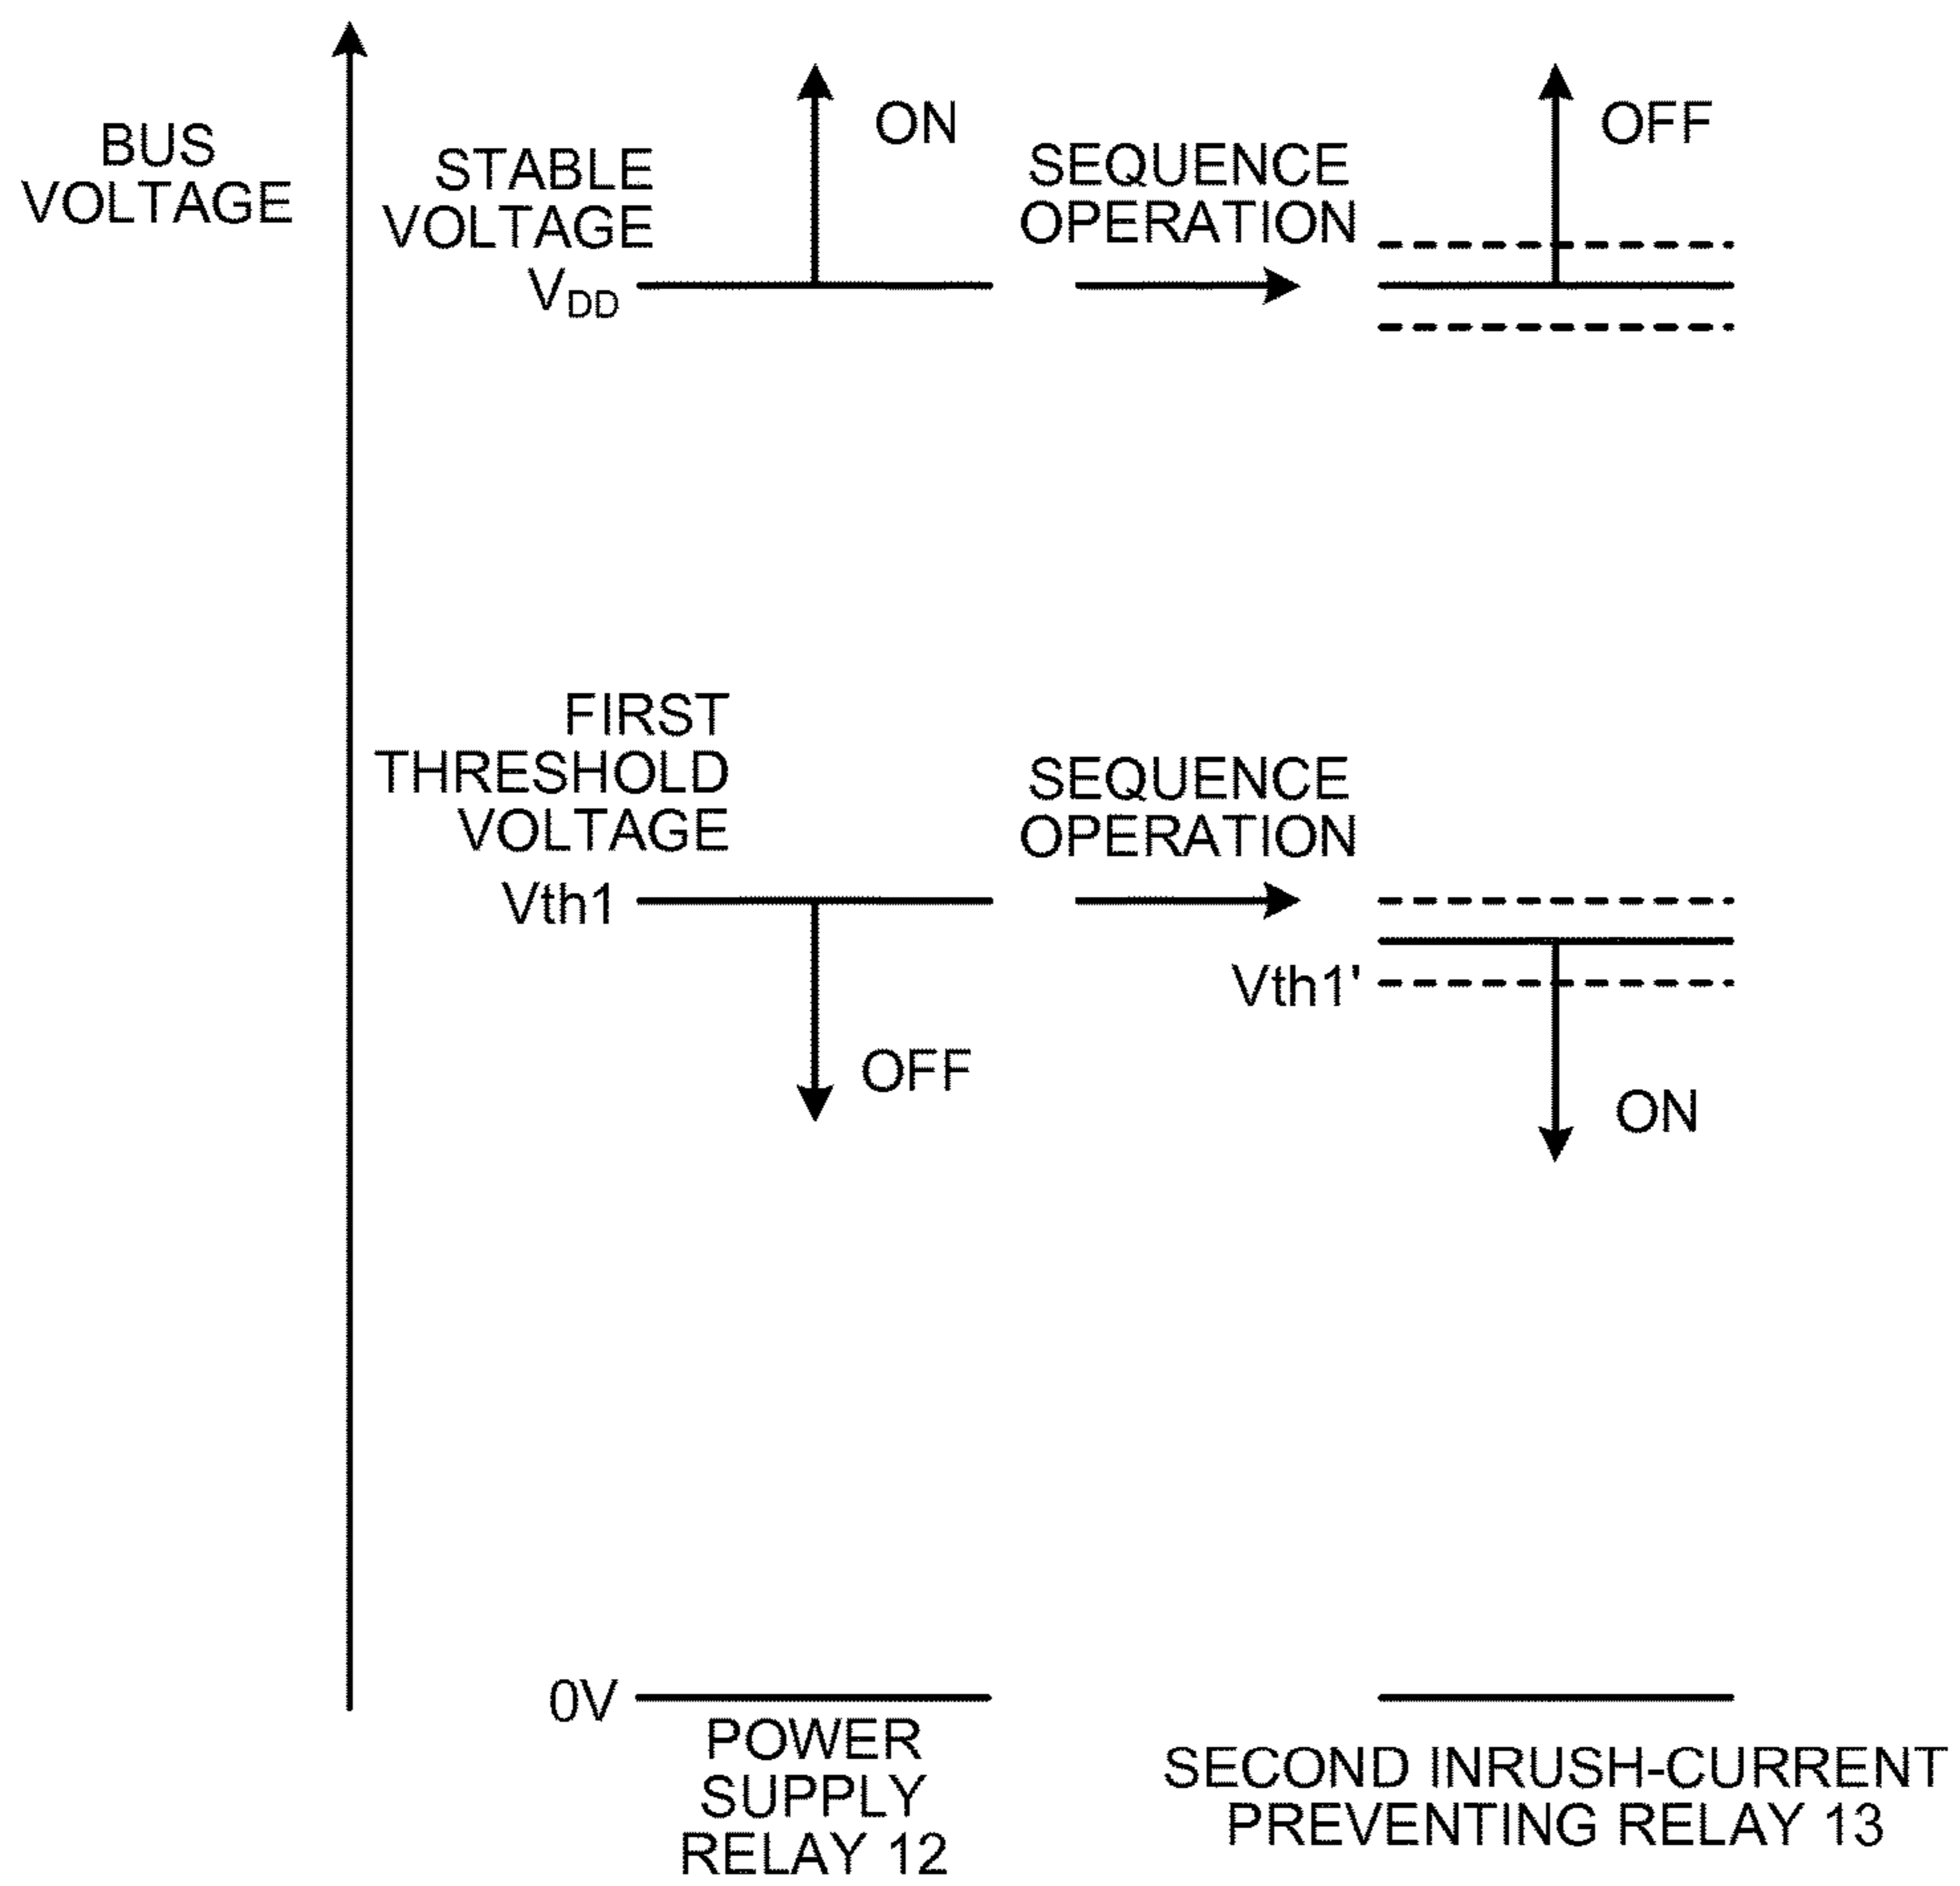 BUS
VOLTAGE
STABLE
VOLTAGE
VDD
ON
SEQUENCE
OPERATION
OFF
FIRST
THRESHOLD
VOLTAGE
Vth1
SEQUENCE
OPERATION
Vth1'
OFF
ON
0V
POWER
SUPPLY
RELAY 12
SECOND INRUSH-CURRENT
PREVENTING RELAY 13